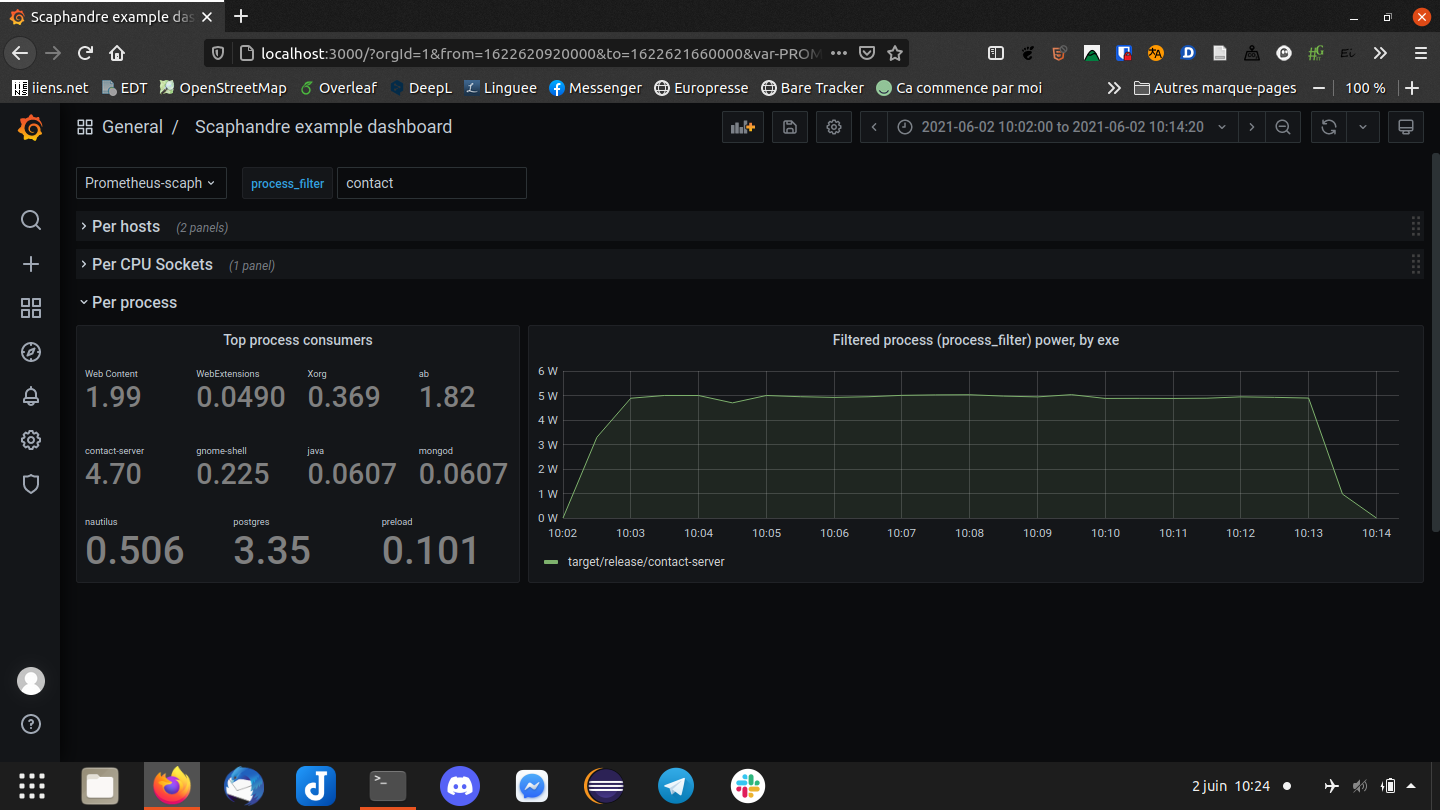 Scaphandre example das
localhost:3000/?orgId=1&from=1622620920000&to=1622621660000&var-PROM
iiens.net EDT OpenStreetMap Overleaf DeepL Linguee Messenger Europresse Bare Tracker Ca commence par moi Autres marque-pages 100 %
General / Scaphandre example dashboard
2021-06-02 10:02:00 to 2021-06-02 10:14:20
Prometheus-scaph process_filter contact
Per hosts (2 panels)
Per CPU Sockets (1 panel)
Per process
Top process consumers
Web Content WebExtensions Xorg ab
1.99 0.0490 0.369 1.82
contact-server gnome-shell java mongod
4.70 0.225 0.0607 0.0607
nautilus postgres preload
0.506 3.35 0.101
Filtered process (process_filter) power, by exe
6 W
5 W
4 W
3 W
2 W
1 W
0 W
10:02 10:03 10:04 10:05 10:06 10:07 10:08 10:09 10:10 10:11 10:12 10:13 10:14
target/release/contact-server
2 juin 10:24